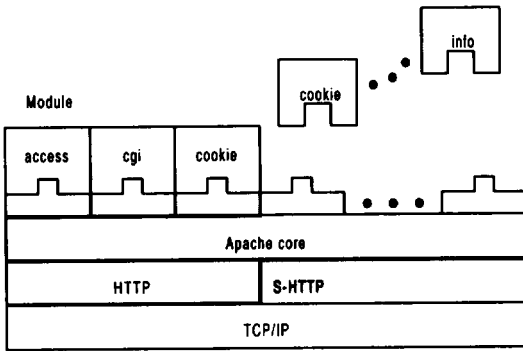 info
cookie
Module
access cgi cookie
Apache core
HTTP S-HTTP
TCP/IP